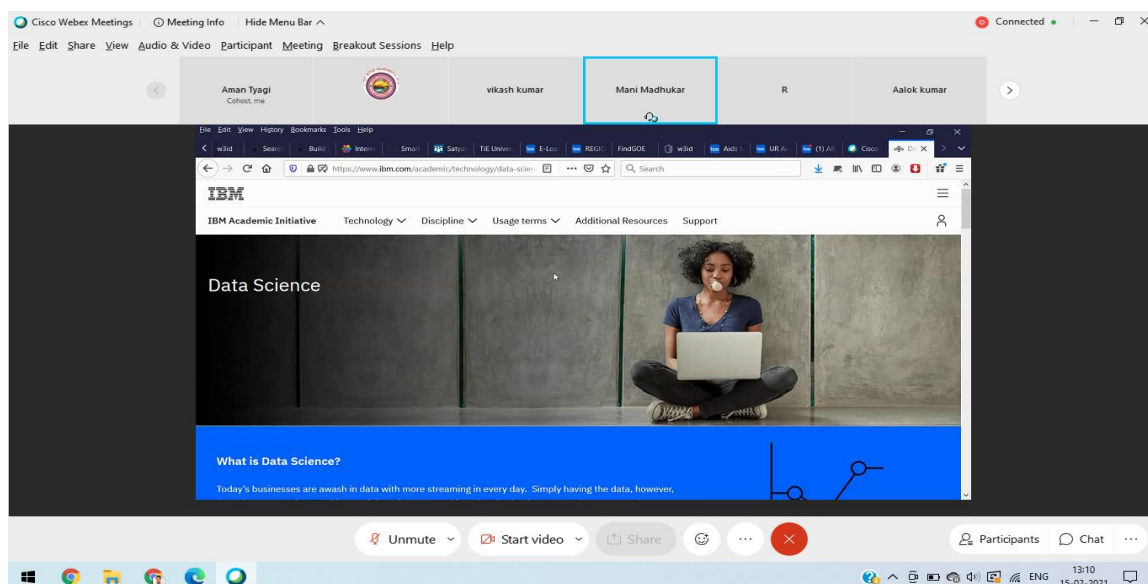 Cisco Webex Meetings Meeting Info Hide Menu Bar Connected
File Edit Share View Audio & Video Participant Meeting Breakout Sessions Help
Aman Tyagi
Cohost, me
vikash kumar
Mani Madhukar
R
Aalok kumar
File Edit View History Bookmarks Tools Help
w3id Search Build Intern Smart Satya TiE Univer E-Lea REGIO FindGOE w3id Aids UR A (1) Cisco
https://www.ibm.com/academic/technology/data-scien Search
IBM
IBM Academic Initiative Technology Discipline Usage terms Additional Resources Support
Data Science
What is Data Science?
Today's businesses are awash in data with more streaming in every day. Simply having the data, however,
Unmute Start video Share Participants Chat
ENG 13:10
15-02-2021